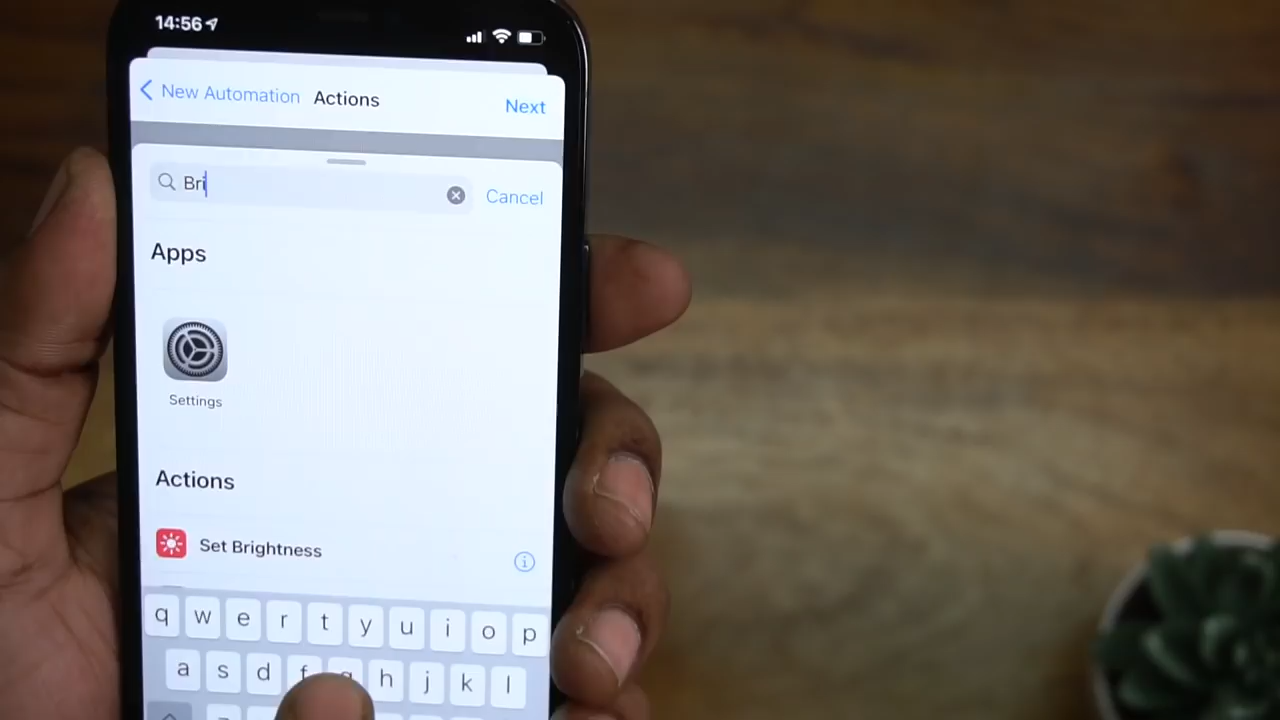 14:56
New Automation Actions Next
Bri Cancel
Apps
Settings
Actions
Set Brightness
q w e r t y u i o p
a s d f g h j k l